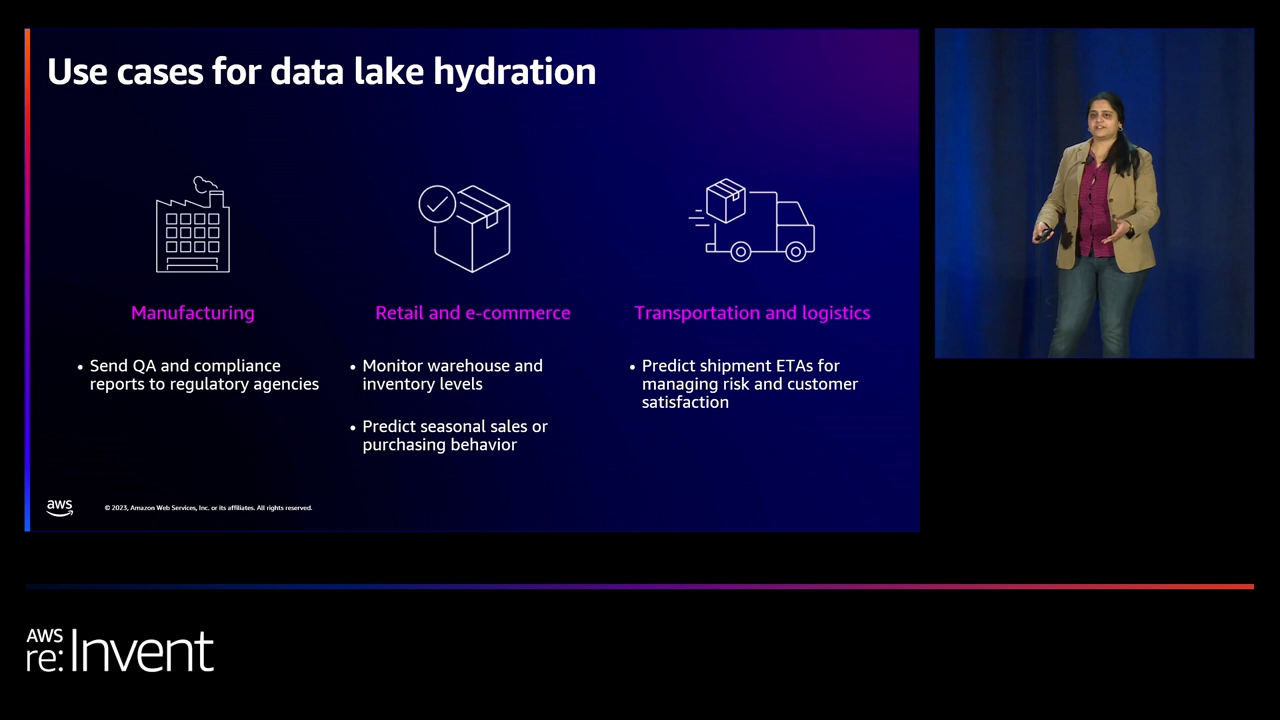 Use cases for data lake hydration
Manufacturing
• Send QA and compliance
reports to regulatory agencies
Retail and e-commerce
• Monitor warehouse and
inventory levels
• Predict seasonal sales or
purchasing behavior
Transportation and logistics
• Predict shipment ETAs for
managing risk and customer
satisfaction
aws
© 2023, Amazon Web Services, Inc. or its affiliates. All rights reserved.
AWS
re:Invent